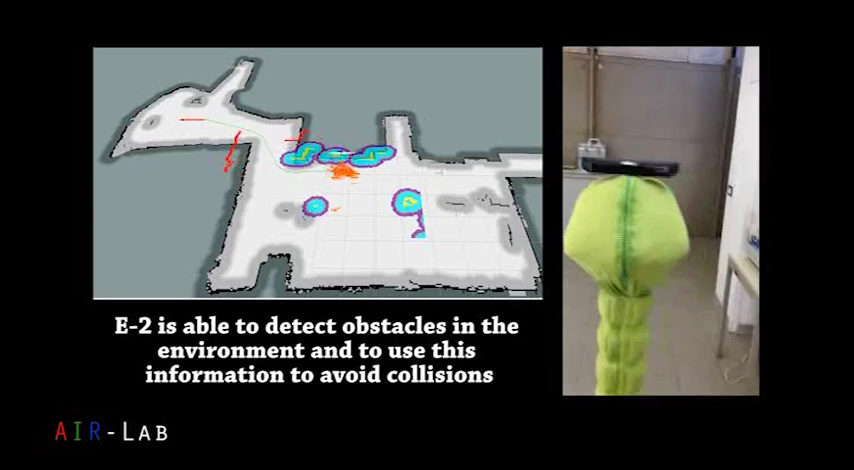 E-2 is able to detect obstacles in the
environment and to use this
information to avoid collisions
AIR-LAB